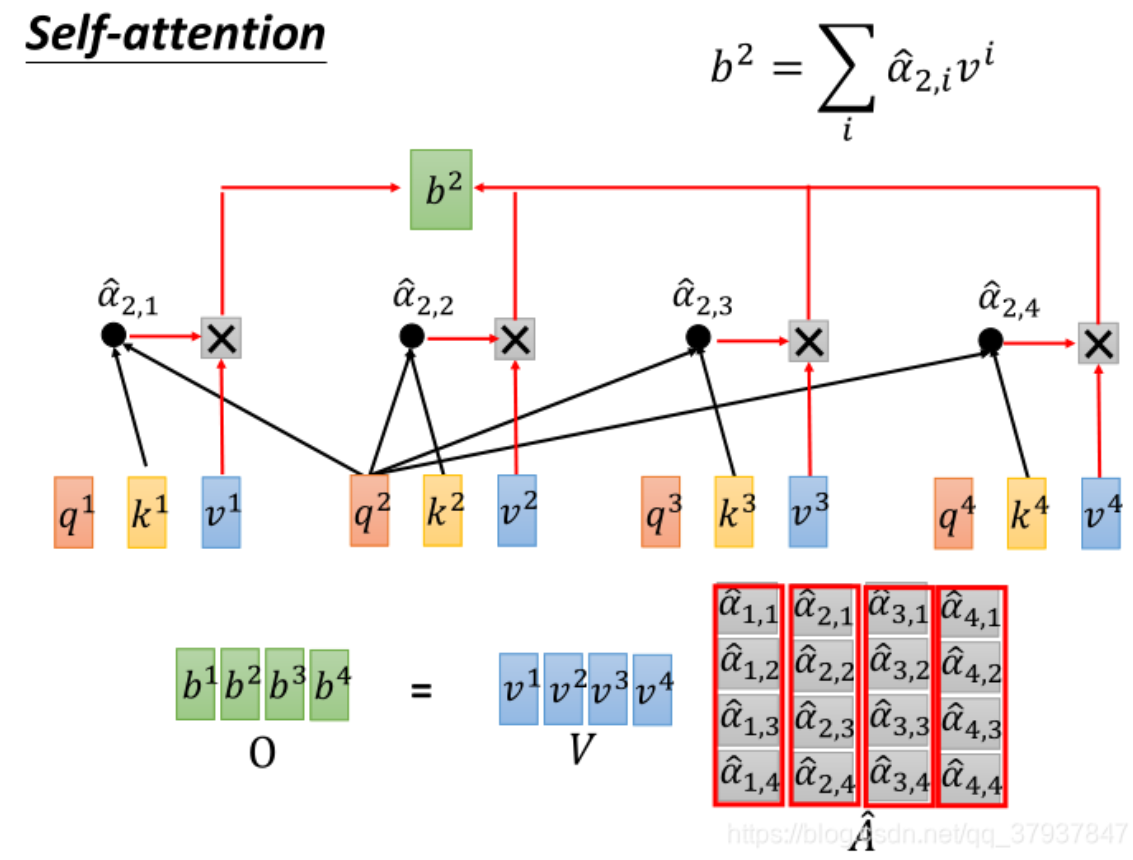 Self-attention
b² = ∑ᵢ α̂₂,ᵢvⁱ
b²
α̂₂,₁ α̂₂,₂ α̂₂,₃ α̂₂,₄
q¹ k¹ v¹ q² k² v² q³ k³ v³ q⁴ k⁴ v⁴
α̂₁,₁ α̂₂,₁ α̂₃,₁ α̂₄,₁
α̂₁,₂ α̂₂,₂ α̂₃,₂ α̂₄,₂
b¹ b² b³ b⁴ = v¹ v² v³ v⁴
α̂₁,₃ α̂₂,₃ α̂₃,₃ α̂₄,₃
O V
α̂₁,₄ α̂₂,₄ α̂₃,₄ α̂₄,₄
Â
https://blog.csdn.net/qq_37937847